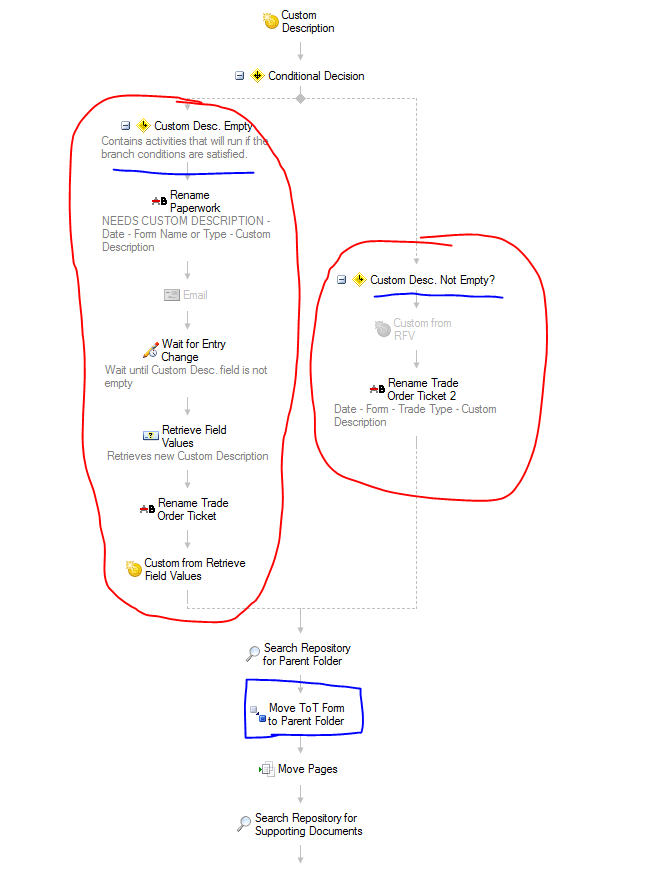 Custom
Description
Conditional Decision
Custom Desc. Empty
Contains activities that will run if the
branch conditions are satisfied.
Rename
Paperwork
NEEDS CUSTOM DESCRIPTION -
Date - Form Name or Type - Custom
Description
Email
Wait for Entry
Change
Wait until Custom Desc. field is not
empty
Retrieve Field
Values
Retrieves new Custom Description
Rename Trade
Order Ticket
Custom from Retrieve
Field Values
Custom Desc. Not Empty?
Custom from
RFV
Rename Trade
Order Ticket 2
Date - Form - Trade Type - Custom
Description
Search Repository
for Parent Folder
Move ToT Form
to Parent Folder
Move Pages
Search Repository for
Supporting Documents